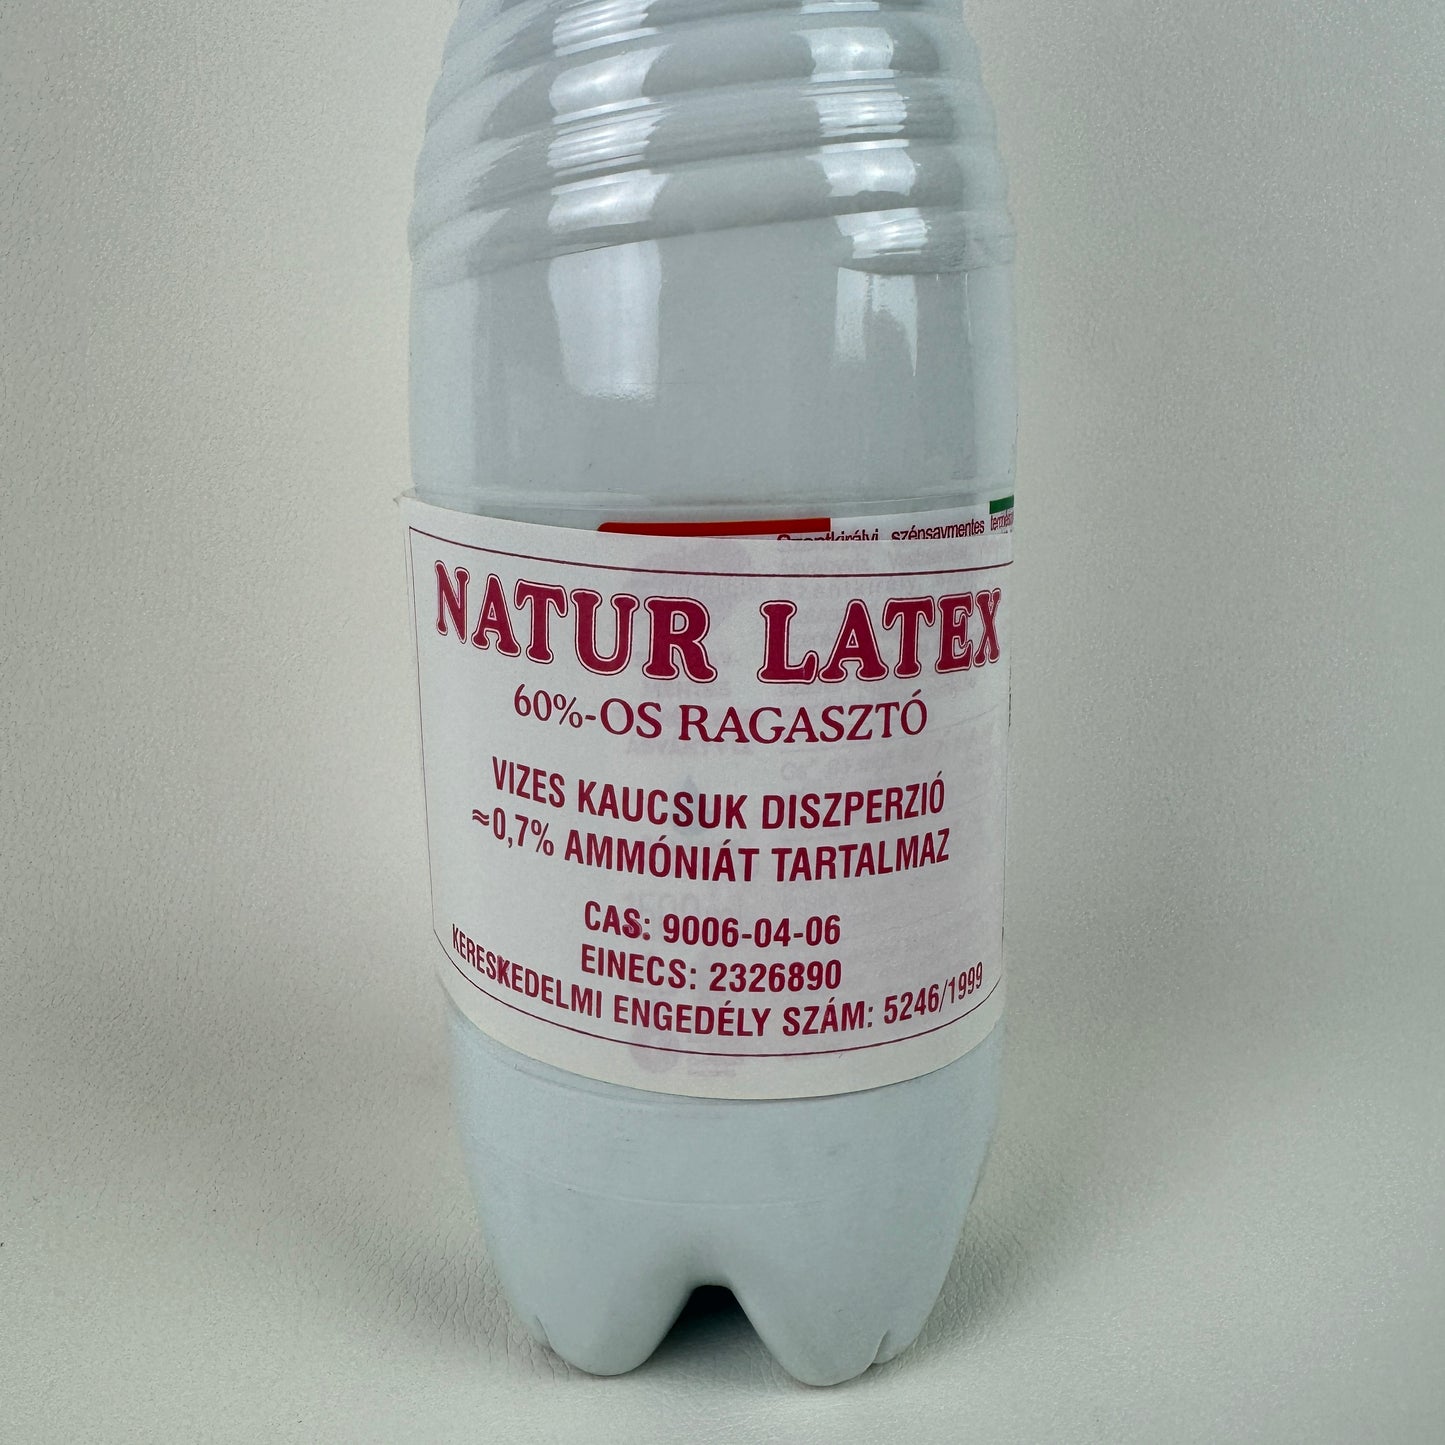 szénsavmentes
NATUR LATEX
60%-OS RAGASZTÓ
VIZES KAUCSUK DISZPERZIÓ
≈0,7% AMMÓNIÁT TARTALMAZ
CAS: 9006-04-06
EINECS: 2326890
KERESKEDELMI ENGEDÉLY SZÁM: 5246/1999